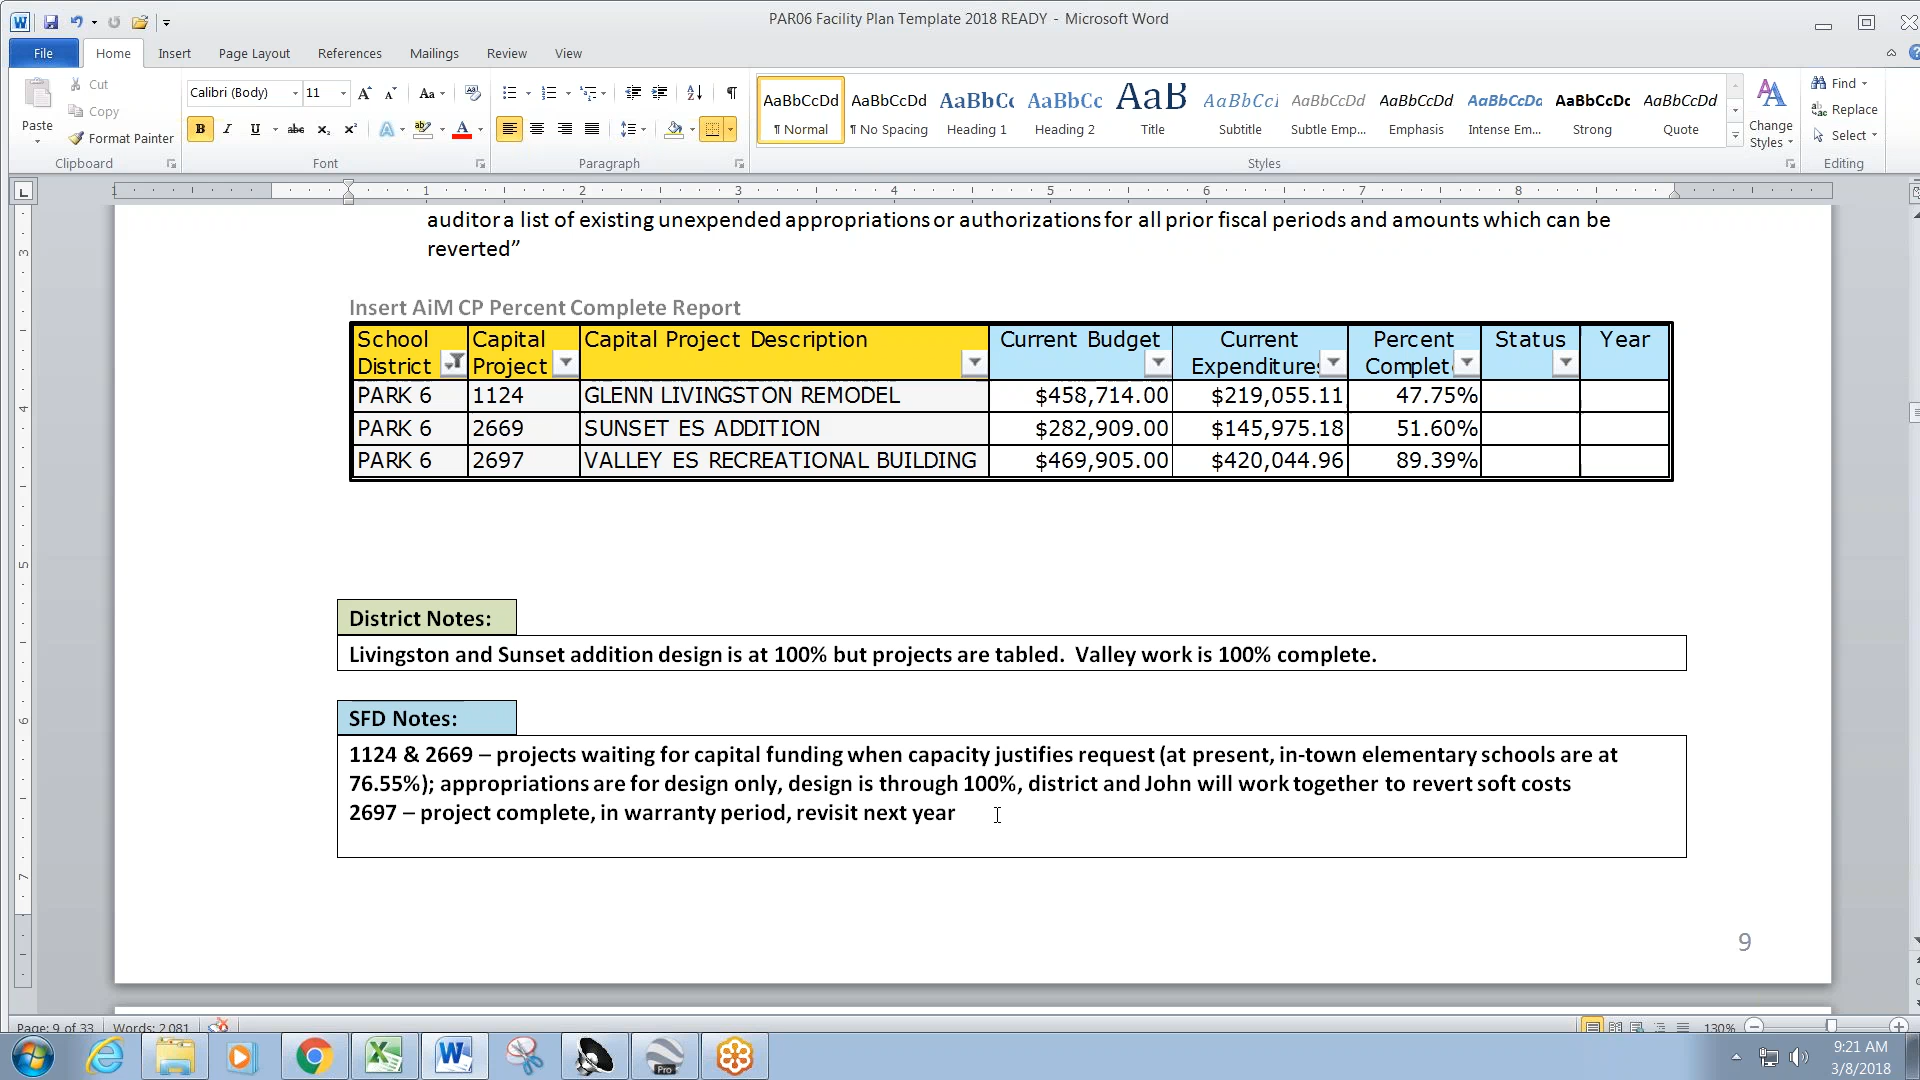 PAR06 Facility Plan Template 2018 READY - Microsoft Word
File Home Insert Page Layout References Mailings Review View
Paste
Cut
Copy
Format Painter
Clipboard
Calibri (Body) 11
Font
Paragraph
AaBbCcDd AaBbCcDd AaBbCc AaBbCc AaB AaBbCcI AaBbCcDd AaBbCcDd AaBbCcDc AaBbCcDc AaBbCcDd
¶ Normal ¶ No Spacing Heading 1 Heading 2 Title Subtitle Subtle Emp... Emphasis Intense Em... Strong Quote
Styles
Change Styles
Find
Replace
Select
Editing
auditor a list of existing unexpended appropriations or authorizations for all prior fiscal periods and amounts which can be
reverted”
Insert AiM CP Percent Complete Report
School District Capital Project Capital Project Description Current Budget Current Expenditures Percent Complet Status Year
PARK 6 1124 GLENN LIVINGSTON REMODEL $458,714.00 $219,055.11 47.75%
PARK 6 2669 SUNSET ES ADDITION $282,909.00 $145,975.18 51.60%
PARK 6 2697 VALLEY ES RECREATIONAL BUILDING $469,905.00 $420,044.96 89.39%
District Notes:
Livingston and Sunset addition design is at 100% but projects are tabled. Valley work is 100% complete.
SFD Notes:
1124 & 2669 – projects waiting for capital funding when capacity justifies request (at present, in-town elementary schools are at
76.55%); appropriations are for design only, design is through 100%, district and John will work together to revert soft costs
2697 – project complete, in warranty period, revisit next year
9
Page: 9 of 33 Words: 2,081 130%
Pro
9:21 AM
3/8/2018